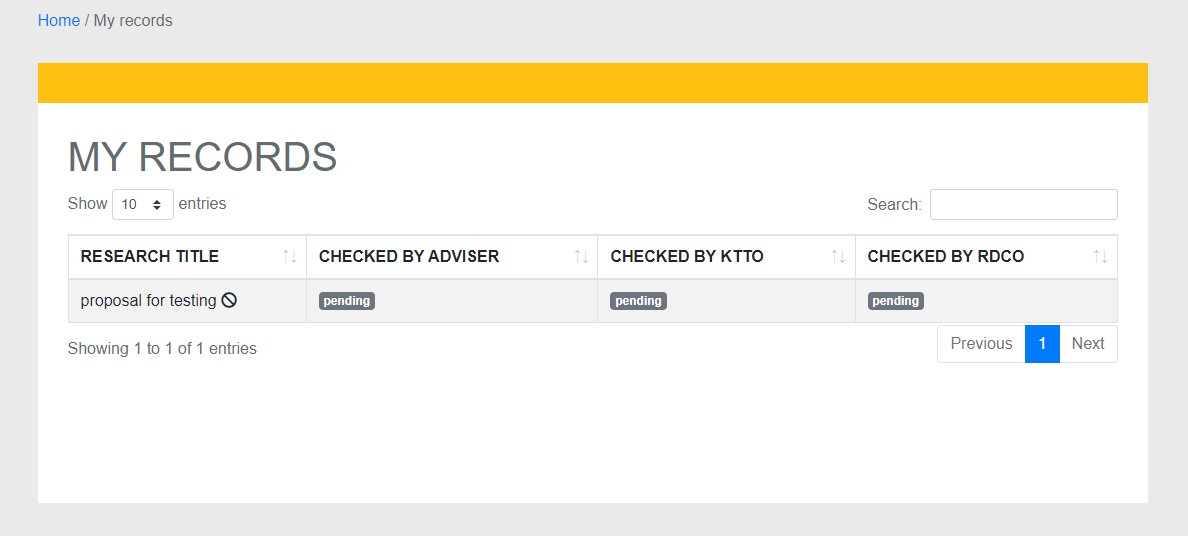 Home / My records
MY RECORDS
Show 10 entries
Search:
RESEARCH TITLE CHECKED BY ADVISER CHECKED BY KTTO CHECKED BY RDCO
proposal for testing pending pending pending
Showing 1 to 1 of 1 entries
Previous 1 Next